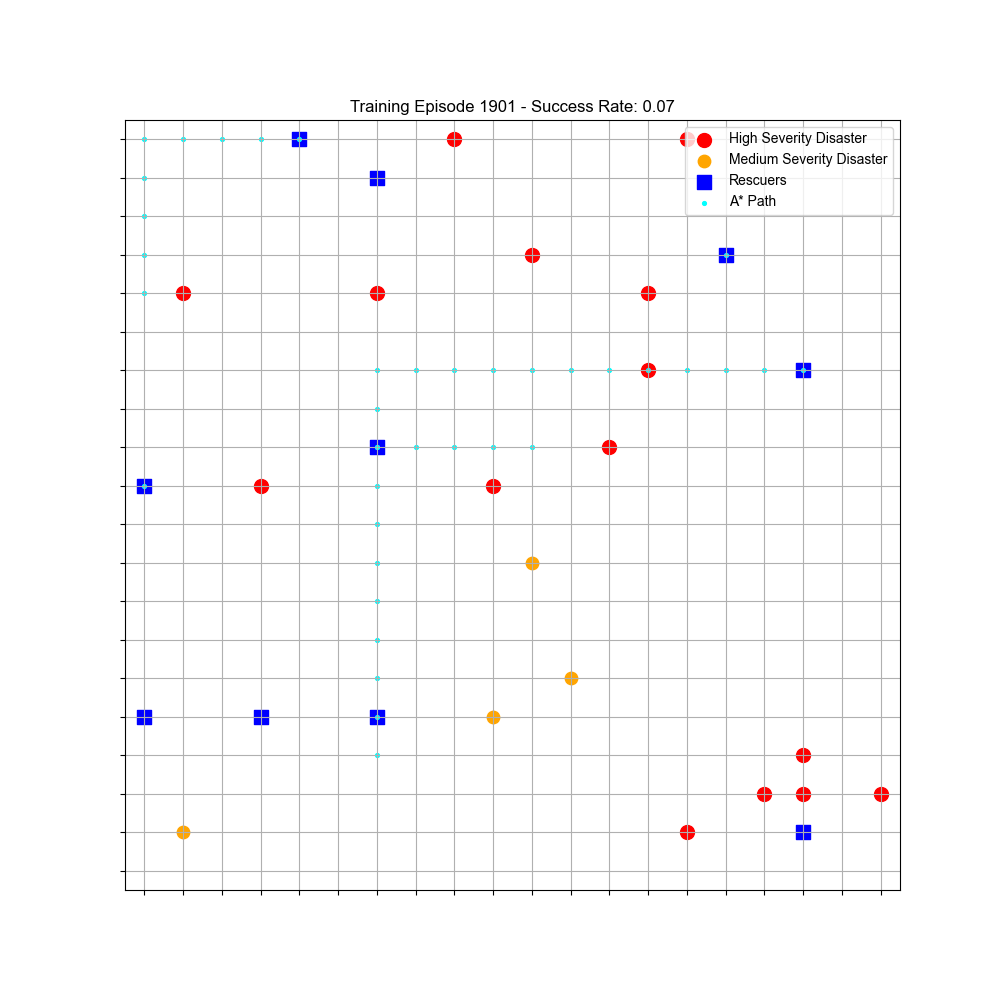 Training Episode 1901 - Success Rate: 0.07
High Severity Disaster
Medium Severity Disaster
Rescuers
A* Path